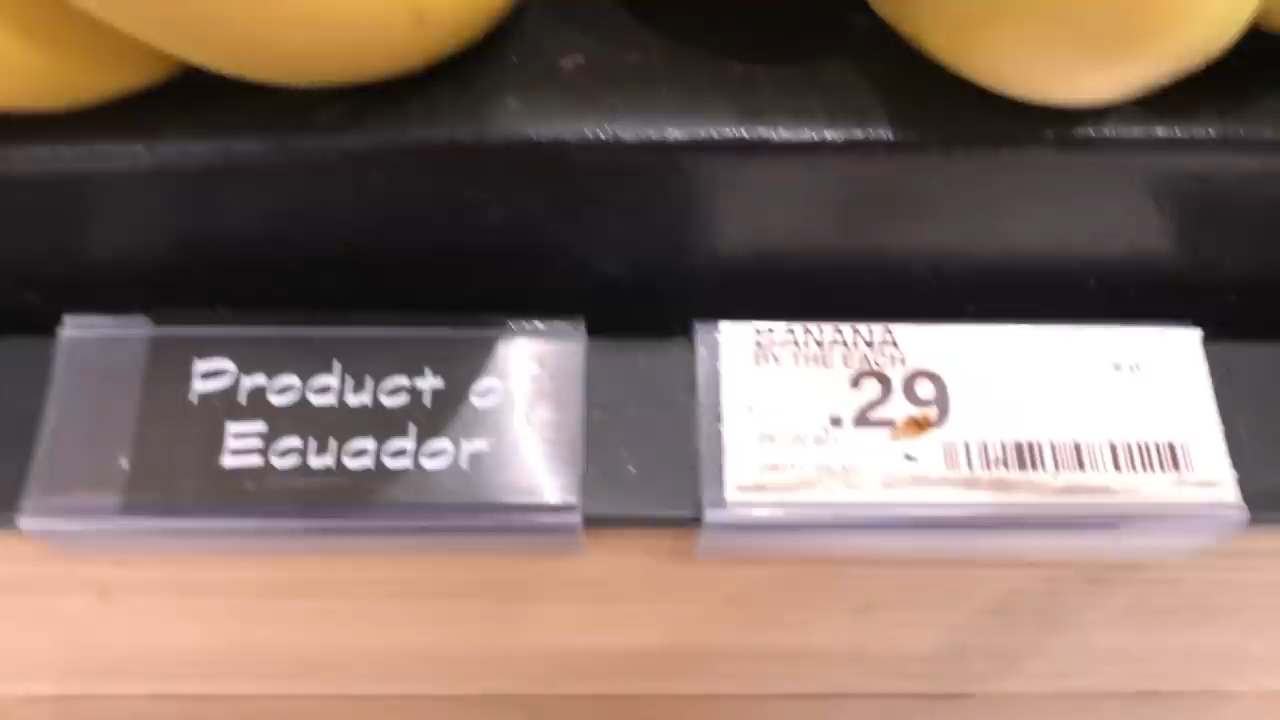 Product of
Ecuador
BANANA
BY THE EACH
.29